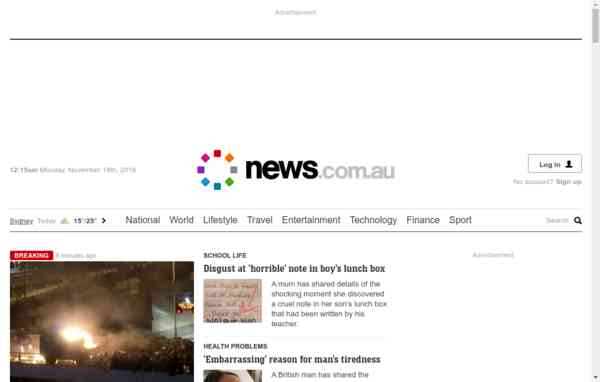 Advertisement
12:15am Monday, November 18th, 2019
news.com.au
Log in
No account? Sign up
Sydney Today 15°/25° >
National World Lifestyle Travel Entertainment Technology Finance Sport
Search
BREAKING 8 minutes ago
SCHOOL LIFE
Disgust at 'horrible' note in boy's lunch box
A mum has shared details of the
shocking moment she discovered
a cruel note in her son's lunch box
that had been written by his
teacher.
HEALTH PROBLEMS
'Embarrassing' reason for man's tiredness
A British man has shared the
Advertisement